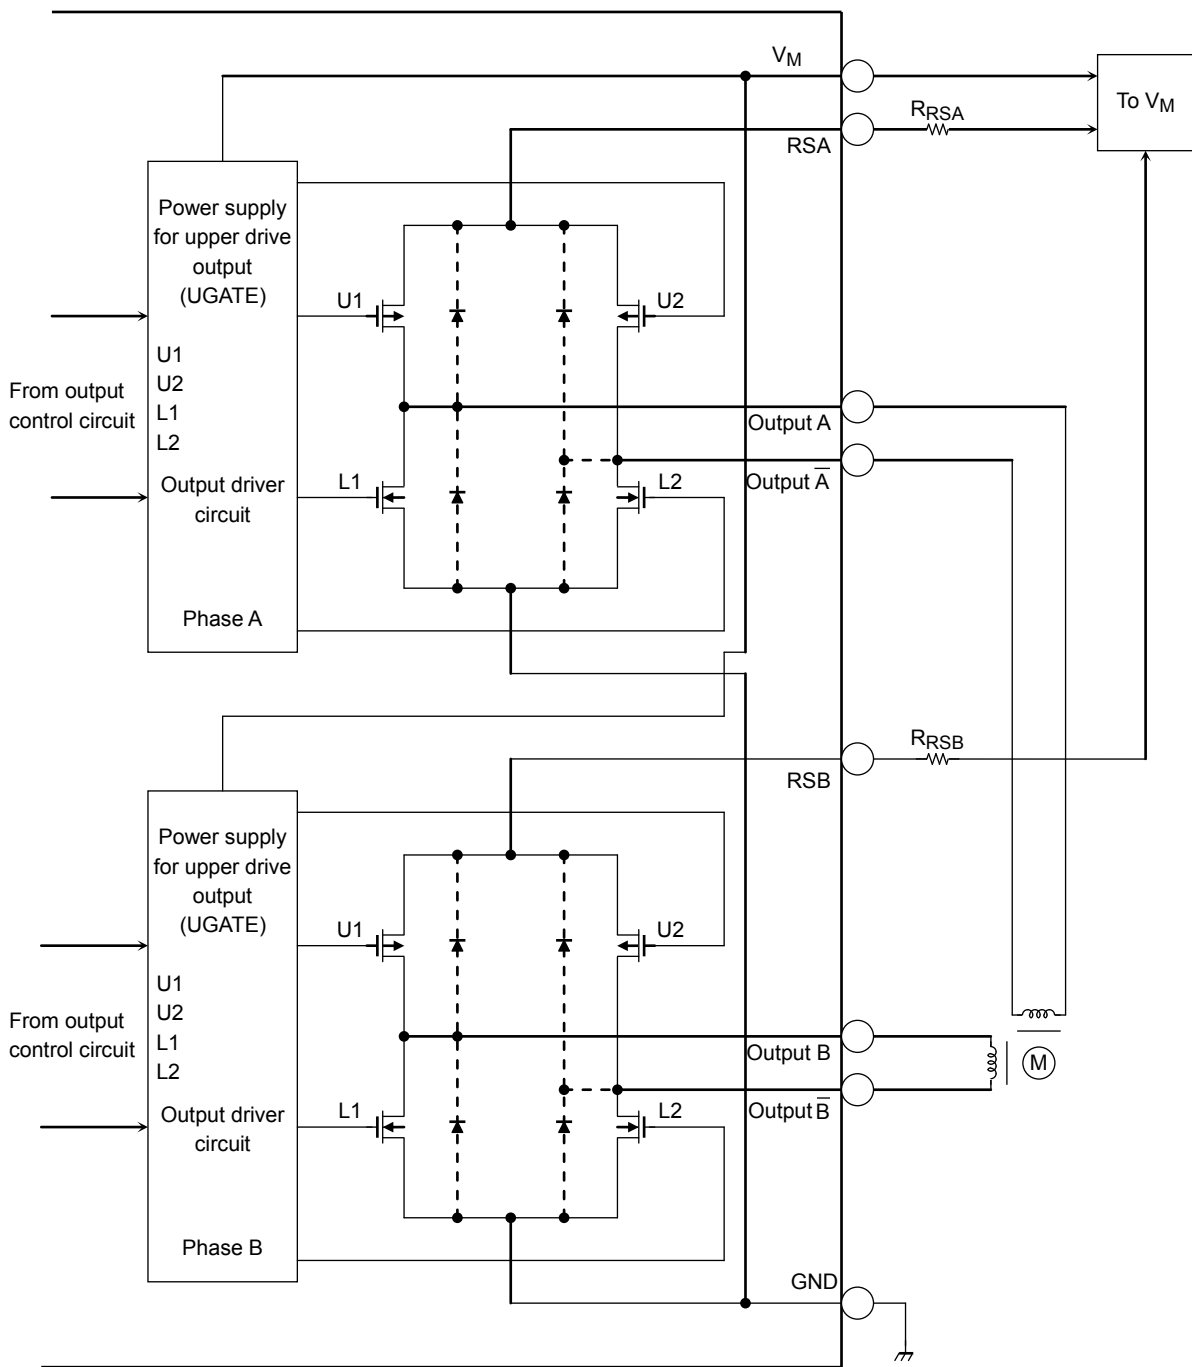 VM
To VM
RRSA
RSA
Power supply
for upper drive
output
(UGATE)
U1
U2
U1
U2
L1
L2
From output
control circuit
Output A
Output A̅
L1
L2
Output driver
circuit
Phase A
RRSB
RSB
Power supply
for upper drive
output
(UGATE)
U1
U2
U1
U2
L1
L2
From output
control circuit
Output B
M
Output B̅
L1
L2
Output driver
circuit
Phase B
GND